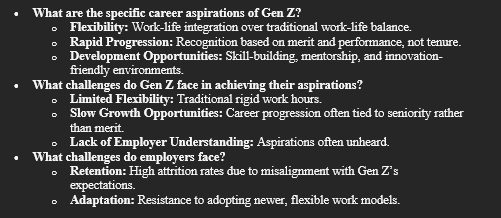 • What are the specific career aspirations of Gen Z?
o Flexibility: Work-life integration over traditional work-life balance.
o Rapid Progression: Recognition based on merit and performance, not tenure.
o Development Opportunities: Skill-building, mentorship, and innovation-
friendly environments.
• What challenges do Gen Z face in achieving their aspirations?
o Limited Flexibility: Traditional rigid work hours.
o Slow Growth Opportunities: Career progression often tied to seniority rather
than merit.
o Lack of Employer Understanding: Aspirations often unheard.
• What challenges do employers face?
o Retention: High attrition rates due to misalignment with Gen Z's
expectations.
o Adaptation: Resistance to adopting newer, flexible work models.